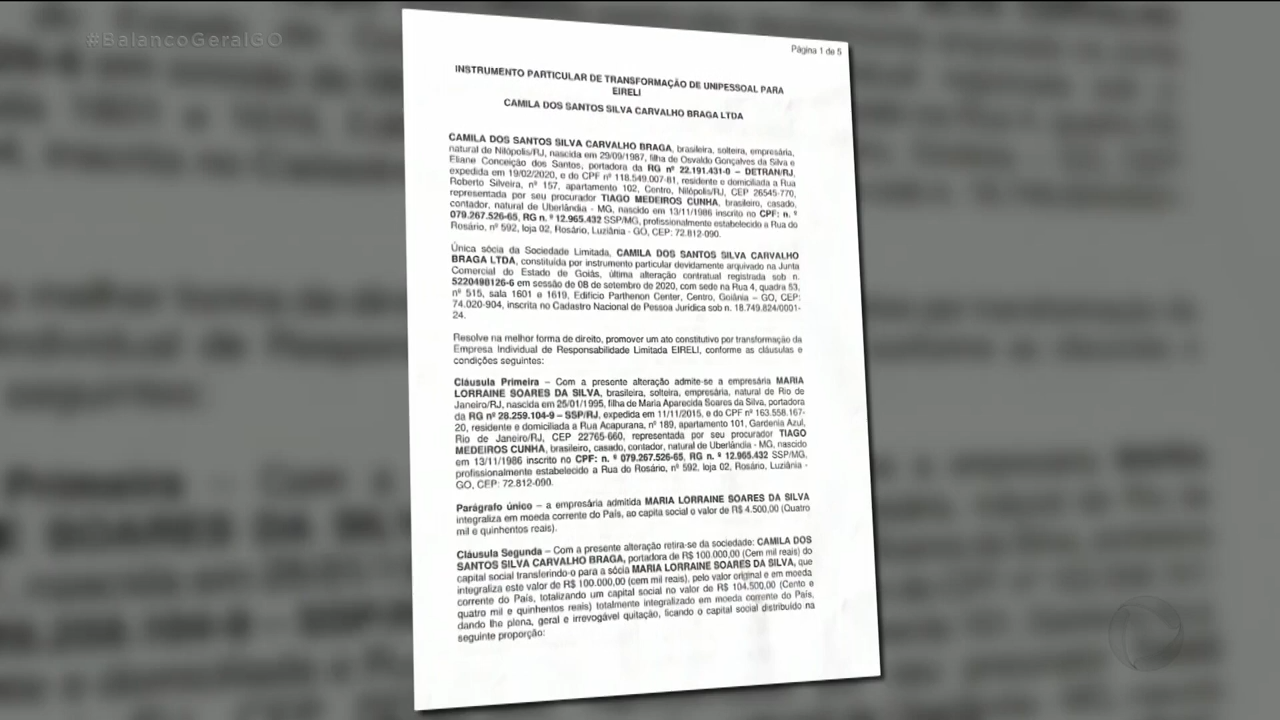 #BalancoGeralGO
Página 1 de 5
INSTRUMENTO PARTICULAR DE TRANSFORMAÇÃO DE UNIPESSOAL PARA
EIRELI
CAMILA DOS SANTOS SILVA CARVALHO BRAGA LTDA
CAMILA DOS SANTOS SILVA CARVALHO BRAGA, brasileira, solteira, empresária,
natural de Nilópolis/RJ, nascida em 29/09/1987, filha de Osvaldo Gonçalves da Silva e
Eliane Conceição dos Santos, portadora da RG nº 22.191.431-0 – DETRAN/RJ,
expedida em 19/02/2020, e do CPF nº 118.549.007-81, residente e domiciliada a Rua
Roberto Silveira, nº 157, apartamento 102, Centro, Nilópolis/RJ, CEP 26545-770,
representada por seu procurador TIAGO MEDEIROS CUNHA, brasileiro, casado,
contador, natural de Uberlândia - MG, nascido em 13/11/1986 inscrito no CPF: n. º
079.267.526-65, RG n. º 12.965.432 SSP/MG, profissionalmente estabelecido a Rua do
Rosário, nº 592, loja 02, Rosário, Luziânia - GO, CEP: 72.812-090.
Única sócia da Sociedade Limitada, CAMILA DOS SANTOS SILVA CARVALHO
BRAGA LTDA, constituída por instrumento particular devidamente arquivado na Junta
Comercial do Estado de Goiás, última alteração contratual registrada sob n.
5220498126-6 em sessão de 08 de setembro de 2020, com sede na Rua 4, quadra 53,
nº 515, sala 1601 e 1619, Edifício Parthenon Center, Centro, Goiânia – GO, CEP:
74.020-904, inscrita no Cadastro Nacional de Pessoa Jurídica sob n. 18.749.824/0001-
24.
Resolve na melhor forma de direito, promover um ato constitutivo por transformação da
Empresa Individual de Responsabilidade Limitada EIRELI, conforme as cláusulas e
condições seguintes:
Cláusula Primeira – Com a presente alteração admite-se a empresária MARIA
LORRAINE SOARES DA SILVA, brasileira, solteira, empresária, natural de Rio de
Janeiro/RJ, nascida em 25/01/1995, filha de Maria Aparecida Soares da Silva, portadora
da RG nº 28.259.104-9 – SSP/RJ, expedida em 11/11/2015, e do CPF nº 163.558.167-
20, residente e domiciliada a Rua Acapurana, nº 189, apartamento 101, Gardenia Azul,
Rio de Janeiro/RJ, CEP 22765-660, representada por seu procurador TIAGO
MEDEIROS CUNHA, brasileiro, casado, contador, natural de Uberlândia - MG, nascido
em 13/11/1986 inscrito no CPF: n. º 079.267.526-65, RG n. º 12.965.432 SSP/MG,
profissionalmente estabelecido a Rua do Rosário, nº 592, loja 02, Rosário, Luziânia -
GO, CEP: 72.812-090.
Parágrafo único – a empresária admitida MARIA LORRAINE SOARES DA SILVA
integraliza em moeda corrente do País, ao capita social o valor de R$ 4.500,00 (Quatro
mil e quinhentos reais).
Cláusula Segunda – Com a presente alteração retira-se da sociedade: CAMILA DOS
SANTOS SILVA CARVALHO BRAGA, portadora de R$ 100.000,00 (Cem mil reais) do
capital social transferindo-o para a sócia MARIA LORRAINE SOARES DA SILVA, que
integraliza este valor de R$ 100.000,00 (cem mil reais), pelo valor original e em moeda
corrente do País, totalizando um capital social no valor de R$ 104.500,00 (Cento e
quatro mil e quinhentos reais) totalmente integralizado em moeda corrente do País,
dando lhe plena, geral e irrevogável quitação, ficando o capital social distribuído na
seguinte proporção: